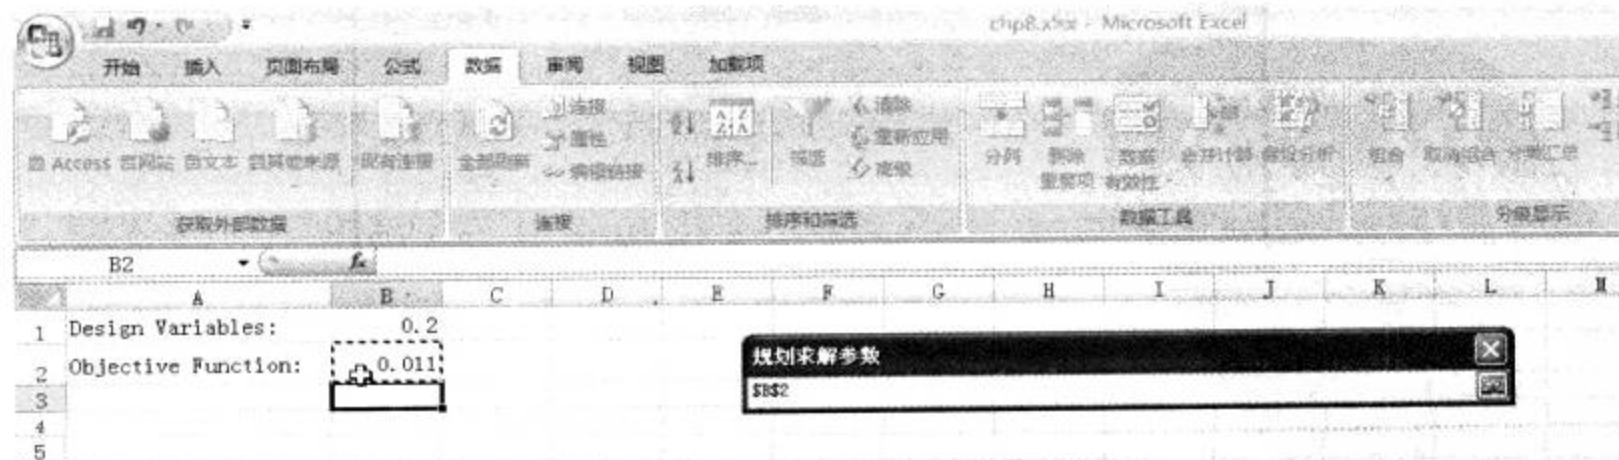 chp8.xlsx - Microsoft Excel
开始 插入 页面布局 公式 数据 审阅 视图 加载项
连接 清除
属性 重新应用
自 Access 自网站 自文本 自其他来源 现有连接 全部刷新 编辑链接 排序... 筛选 高级 分列 删除 数据 合并计算 假设分析 组合 取消组合 分类汇总
重复项 有效性
获取外部数据 连接 排序和筛选 数据工具 分级显示
B2 fx
A B C D E F G H I J K L M
1 Design Variables: 0.2
规划求解参数
2 Objective Function: 0.011
$B$2
3
4
5